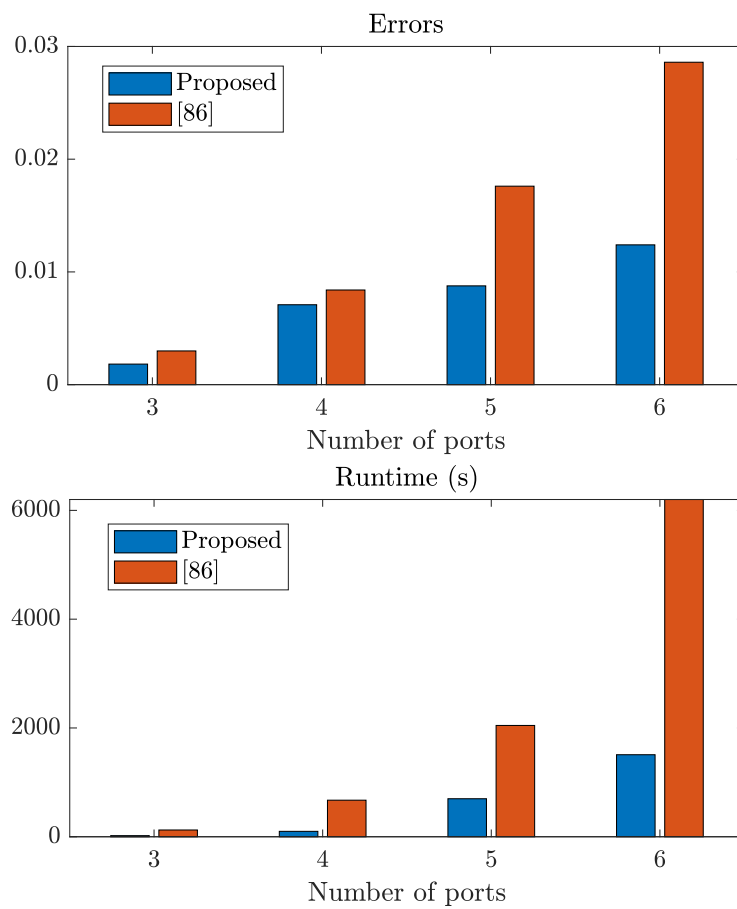 Errors
0.03
Proposed
[86]
0.02
0.01
0
3 4 5 6
Number of ports
Runtime (s)
6000
Proposed
[86]
4000
2000
0
3 4 5 6
Number of ports